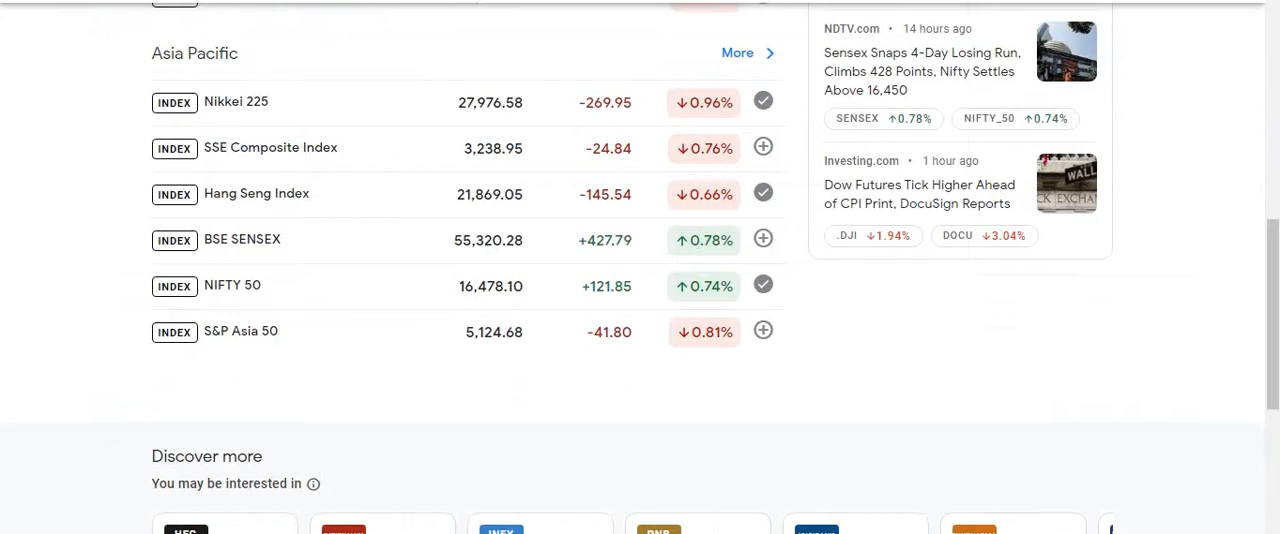 Asia Pacific
More
INDEX Nikkei 225 27,976.58 -269.95 ↓0.96%
INDEX SSE Composite Index 3,238.95 -24.84 ↓0.76%
INDEX Hang Seng Index 21,869.05 -145.54 ↓0.66%
INDEX BSE SENSEX 55,320.28 +427.79 ↑0.78%
INDEX NIFTY 50 16,478.10 +121.85 ↑0.74%
INDEX S&P Asia 50 5,124.68 -41.80 ↓0.81%
NDTV.com • 14 hours ago
Sensex Snaps 4-Day Losing Run,
Climbs 428 Points, Nifty Settles
Above 16,450
SENSEX ↑0.78% NIFTY_50 ↑0.74%
Investing.com • 1 hour ago
Dow Futures Tick Higher Ahead
of CPI Print, DocuSign Reports
WALL
CK EXCHA
.DJI ↓1.94% DOCU ↓3.04%
Discover more
You may be interested in